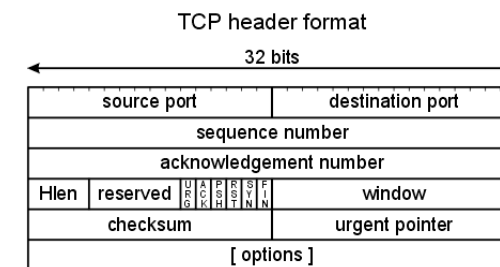 TCP header format
32 bits
source port destination port
sequence number
acknowledgement number
Hlen reserved URG ACK PSH RST SYN FIN window
checksum urgent pointer
[ options ]